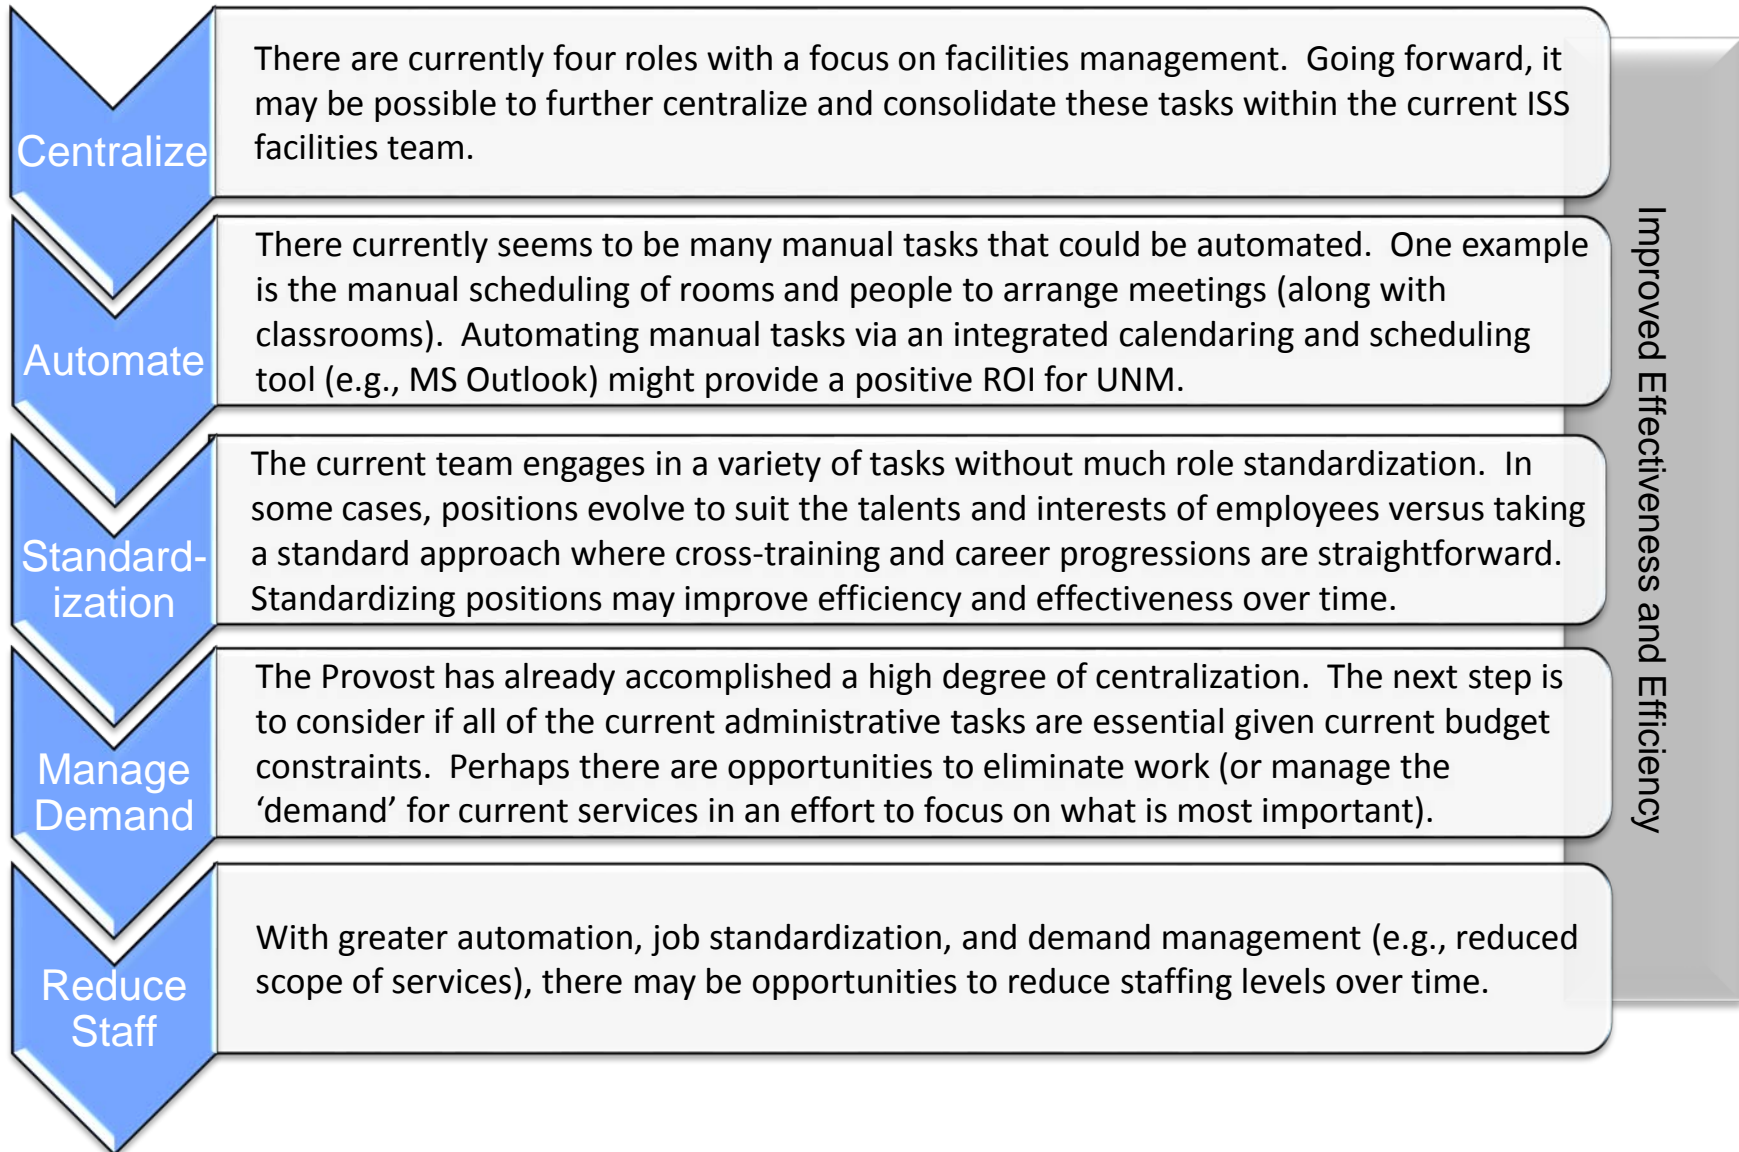 Centralize
There are currently four roles with a focus on facilities management.  Going forward, it
may be possible to further centralize and consolidate these tasks within the current ISS
facilities team.
Automate
There currently seems to be many manual tasks that could be automated.  One example
is the manual scheduling of rooms and people to arrange meetings (along with
classrooms).  Automating manual tasks via an integrated calendaring and scheduling
tool (e.g., MS Outlook) might provide a positive ROI for UNM.
Standard-
ization
The current team engages in a variety of tasks without much role standardization.  In
some cases, positions evolve to suit the talents and interests of employees versus taking
a standard approach where cross-training and career progressions are straightforward.
Standardizing positions may improve efficiency and effectiveness over time.
Manage
Demand
The Provost has already accomplished a high degree of centralization.  The next step is
to consider if all of the current administrative tasks are essential given current budget
constraints.  Perhaps there are opportunities to eliminate work (or manage the
‘demand’ for current services in an effort to focus on what is most important).
Reduce
Staff
With greater automation, job standardization, and demand management (e.g., reduced
scope of services), there may be opportunities to reduce staffing levels over time.
Improved Effectiveness and Efficiency